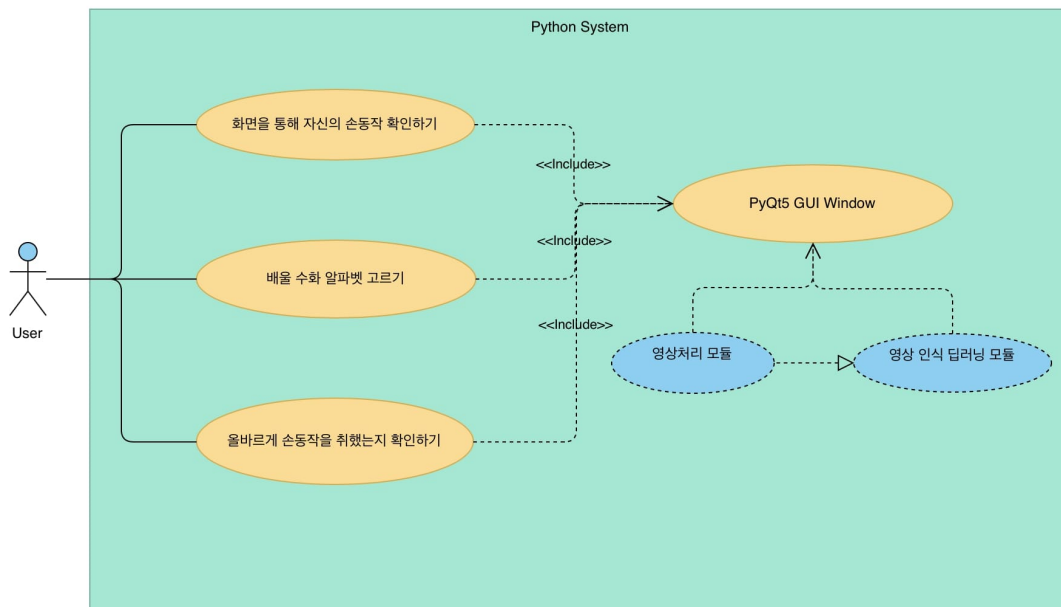 Python System
화면을 통해 자신의 손동작 확인하기
<<Include>>
PyQt5 GUI Window
<<Include>>
배울 수화 알파벳 고르기
User
<<Include>>
영상처리 모듈
영상 인식 딥러닝 모듈
올바르게 손동작을 취했는지 확인하기